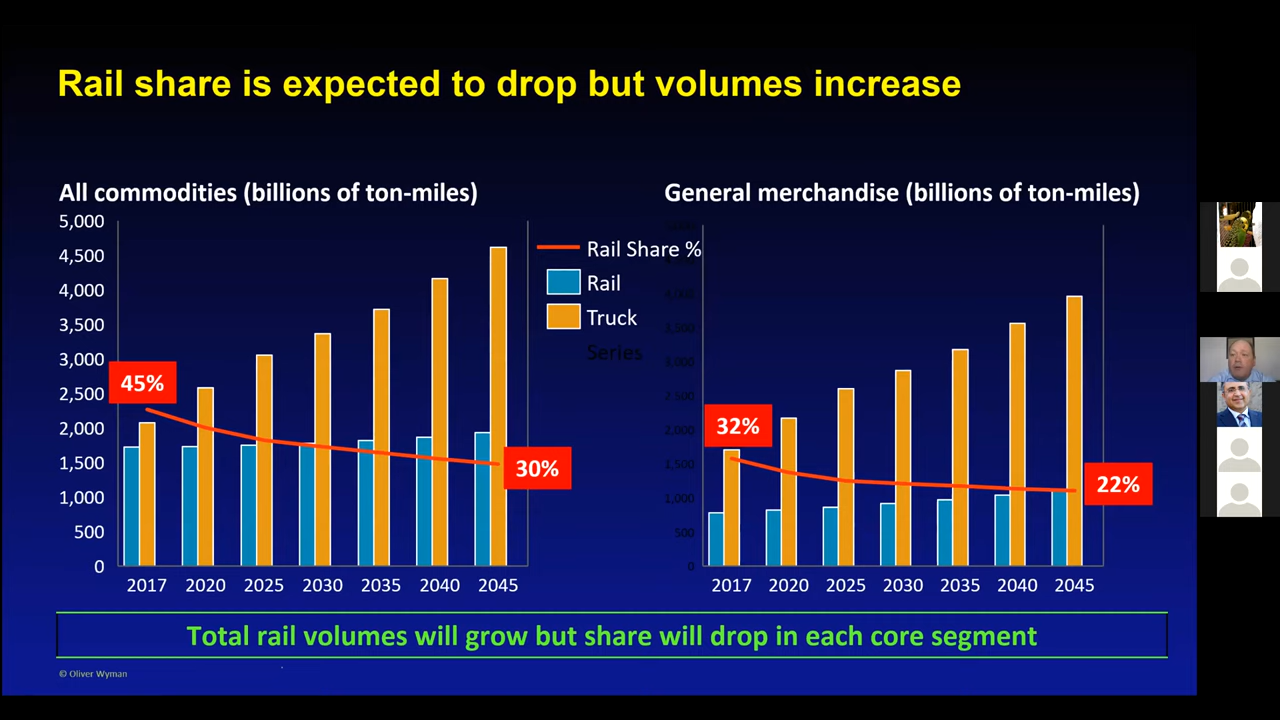 Rail share is expected to drop but volumes increase
All commodities (billions of ton-miles)
5,000
4,500
4,000
3,500
3,000
2,500
2,000
1,500
1,000
500
0
45%
30%
2017 2020 2025 2030 2035 2040 2045
Rail Share %
Rail
Truck
Series
General merchandise (billions of ton-miles)
4,000
3,500
3,000
2,500
2,000
1,500
1,000
500
0
32%
22%
2017 2020 2025 2030 2035 2040 2045
Total rail volumes will grow but share will drop in each core segment
© Oliver Wyman